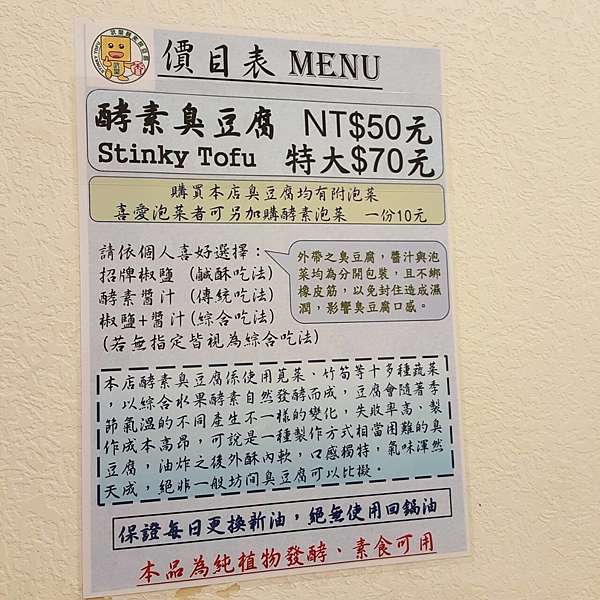 價目表 MENU
酵素臭豆腐 NT$50元
Stinky Tofu 特大$70元
購買本店臭豆腐均有附泡菜
喜愛泡菜者可另加購酵素泡菜 一份10元
請依個人喜好選擇：
招牌椒鹽（鹹酥吃法）
酵素醬汁（傳統吃法）
椒鹽+醬汁(綜合吃法)
(若無指定皆視為綜合吃法)
外帶之臭豆腐，醬汁與泡
菜均為分開包裝，且不綁
橡皮筋，以免封住造成濕
潤，影響臭豆腐口感。
本店酵素臭豆腐係使用莧菜、竹筍等十多種蔬菜
，以綜合水果酵素自然發酵而成，豆腐會隨著季
節氣溫的不同產生不一樣的變化，失敗率高，製
作成本高昂，可說是一種製作方式相當困難的臭
豆腐，油炸之後外酥內軟，口感獨特，氣味渾然
天成，絕非一般坊間臭豆腐可以比擬。
保證每日更換新油，絕無使用回鍋油
本品為純植物發酵、素食可用